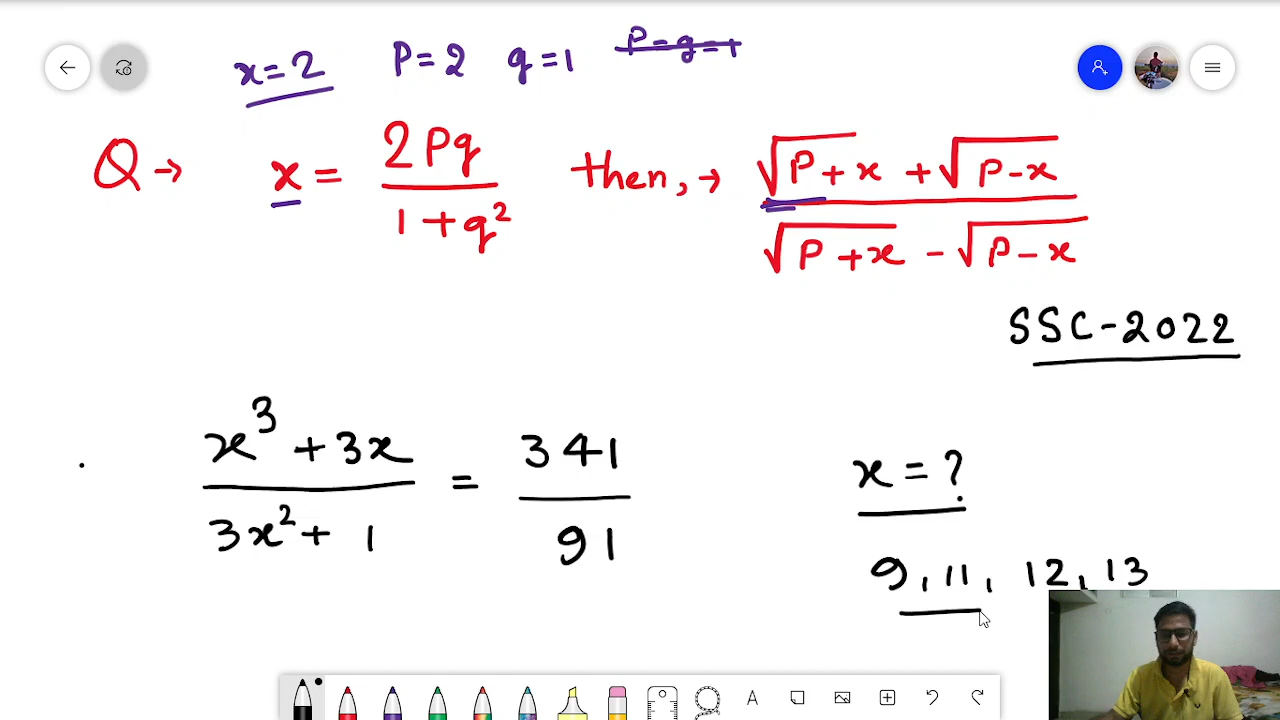 x=2 P=2 q=1 P=q=1
Q→ x = 2Pq / 1+q² then,→ √P+x + √P-x / √P+x - √P-x
SSC-2022
x³+3x / 3x²+1 = 341 / 91
x=?
9, 11, 12, 13
A